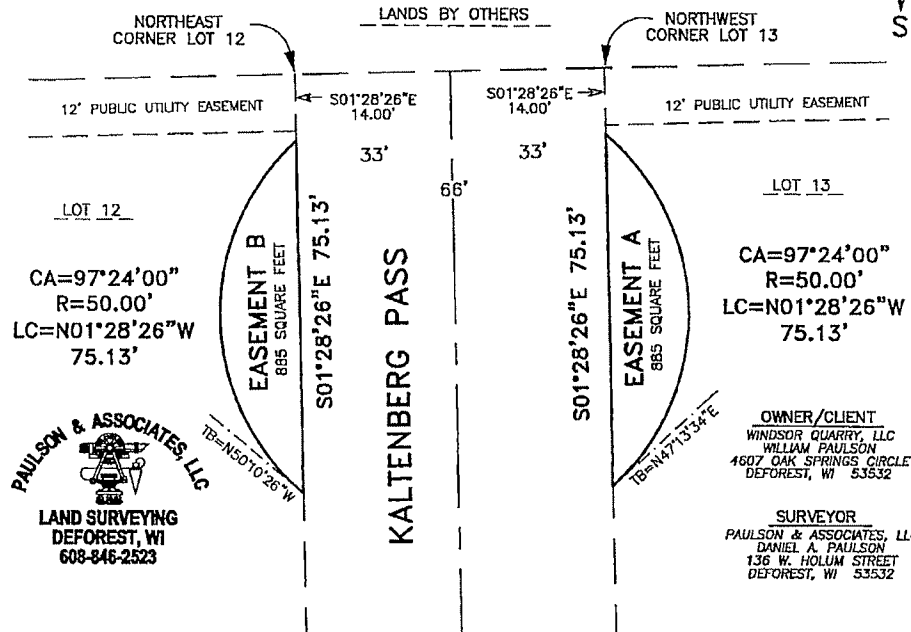 LANDS BY OTHERS
S
NORTHEAST
CORNER LOT 12
NORTHWEST
CORNER LOT 13
12' PUBLIC UTILITY EASEMENT
S01°28'26"E
14.00'
S01°28'26"E
14.00'
12' PUBLIC UTILITY EASEMENT
33'
33'
66'
LOT 12
CA=97°24'00"
R=50.00'
LC=N01°28'26"W
75.13'
EASEMENT B
885 SQUARE FEET
S01°28'26"E 75.13'
KALTENBERG PASS
S01°28'26"E 75.13'
EASEMENT A
885 SQUARE FEET
LOT 13
CA=97°24'00"
R=50.00'
LC=N01°28'26"W
75.13'
TB=N50°10'26"W
TB=N47°13'34"E
PAULSON & ASSOCIATES, LLC
LAND SURVEYING
DEFOREST, WI
608-846-2523
OWNER/CLIENT
WINDSOR QUARRY, LLC
WILLIAM PAULSON
4607 OAK SPRINGS CIRCLE
DEFOREST, WI 53532
SURVEYOR
PAULSON & ASSOCIATES, LL
DANIEL A. PAULSON
136 W. HOLUM STREET
DEFOREST, WI 53532